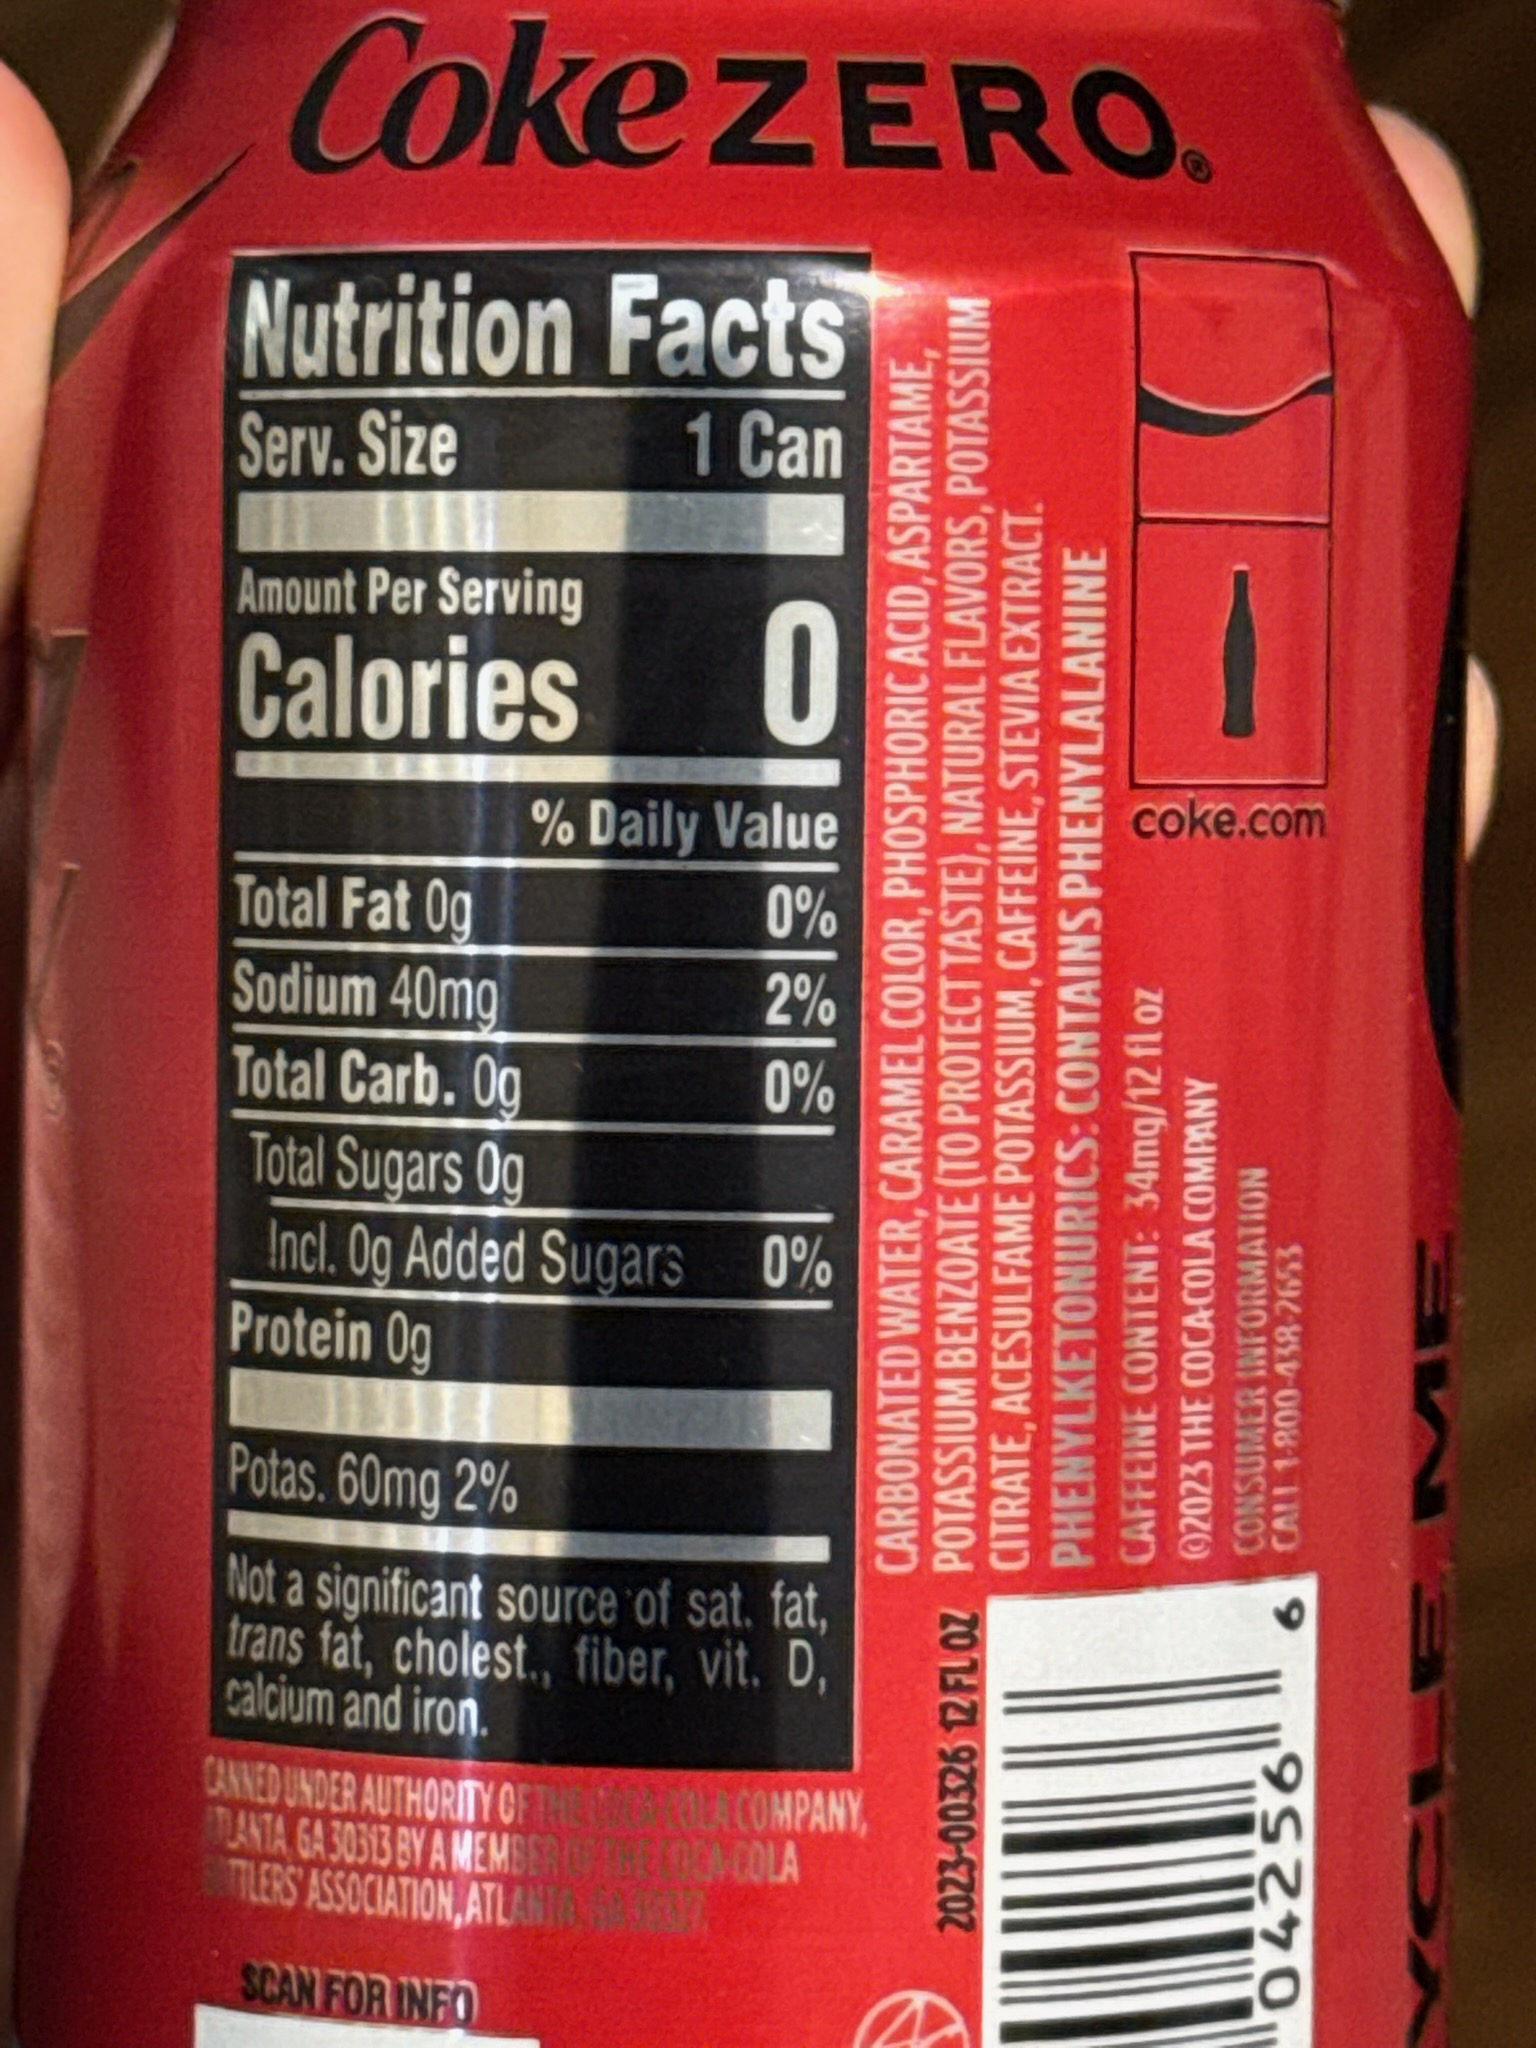 Coke ZERO®
Nutrition Facts
Serv. Size 1 Can
Amount Per Serving
Calories 0
% Daily Value
Total Fat 0g 0%
Sodium 40mg 2%
Total Carb. 0g 0%
Total Sugars 0g
Incl. 0g Added Sugars 0%
Protein 0g
Potas. 60mg 2%
Not a significant source of sat. fat,
trans fat, cholest., fiber, vit. D,
calcium and iron.
CANNED UNDER AUTHORITY OF THE COCA-COLA COMPANY,
ATLANTA, GA 30313 BY A MEMBER OF THE COCA-COLA
BOTTLERS' ASSOCIATION, ATLANTA, GA 30327
SCAN FOR INFO
CARBONATED WATER, CARAMEL COLOR, PHOSPHORIC ACID, ASPARTAME,
POTASSIUM BENZOATE (TO PROTECT TASTE), NATURAL FLAVORS, POTASSIUM
CITRATE, ACESULFAME POTASSIUM, CAFFEINE, STEVIA EXTRACT.
PHENYLKETONURICS: CONTAINS PHENYLALANINE
CAFFEINE CONTENT: 34mg/12 fl oz
©2023 THE COCA-COLA COMPANY
CONSUMER INFORMATION
CALL 1-800-438-2653
coke.com
2023-00326 12 FL OZ
04256 6
YCLE ME